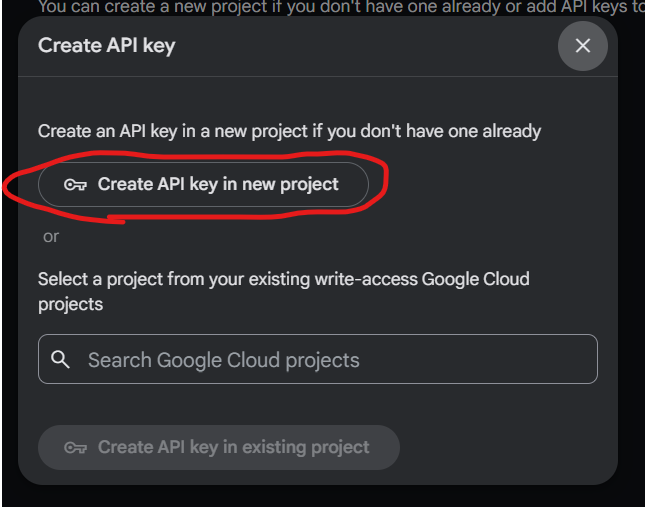 You can create a new project if you don't have one already or add API keys to
Create API key
Create an API key in a new project if you don't have one already
Create API key in new project
or
Select a project from your existing write-access Google Cloud
projects
Search Google Cloud projects
Create API key in existing project